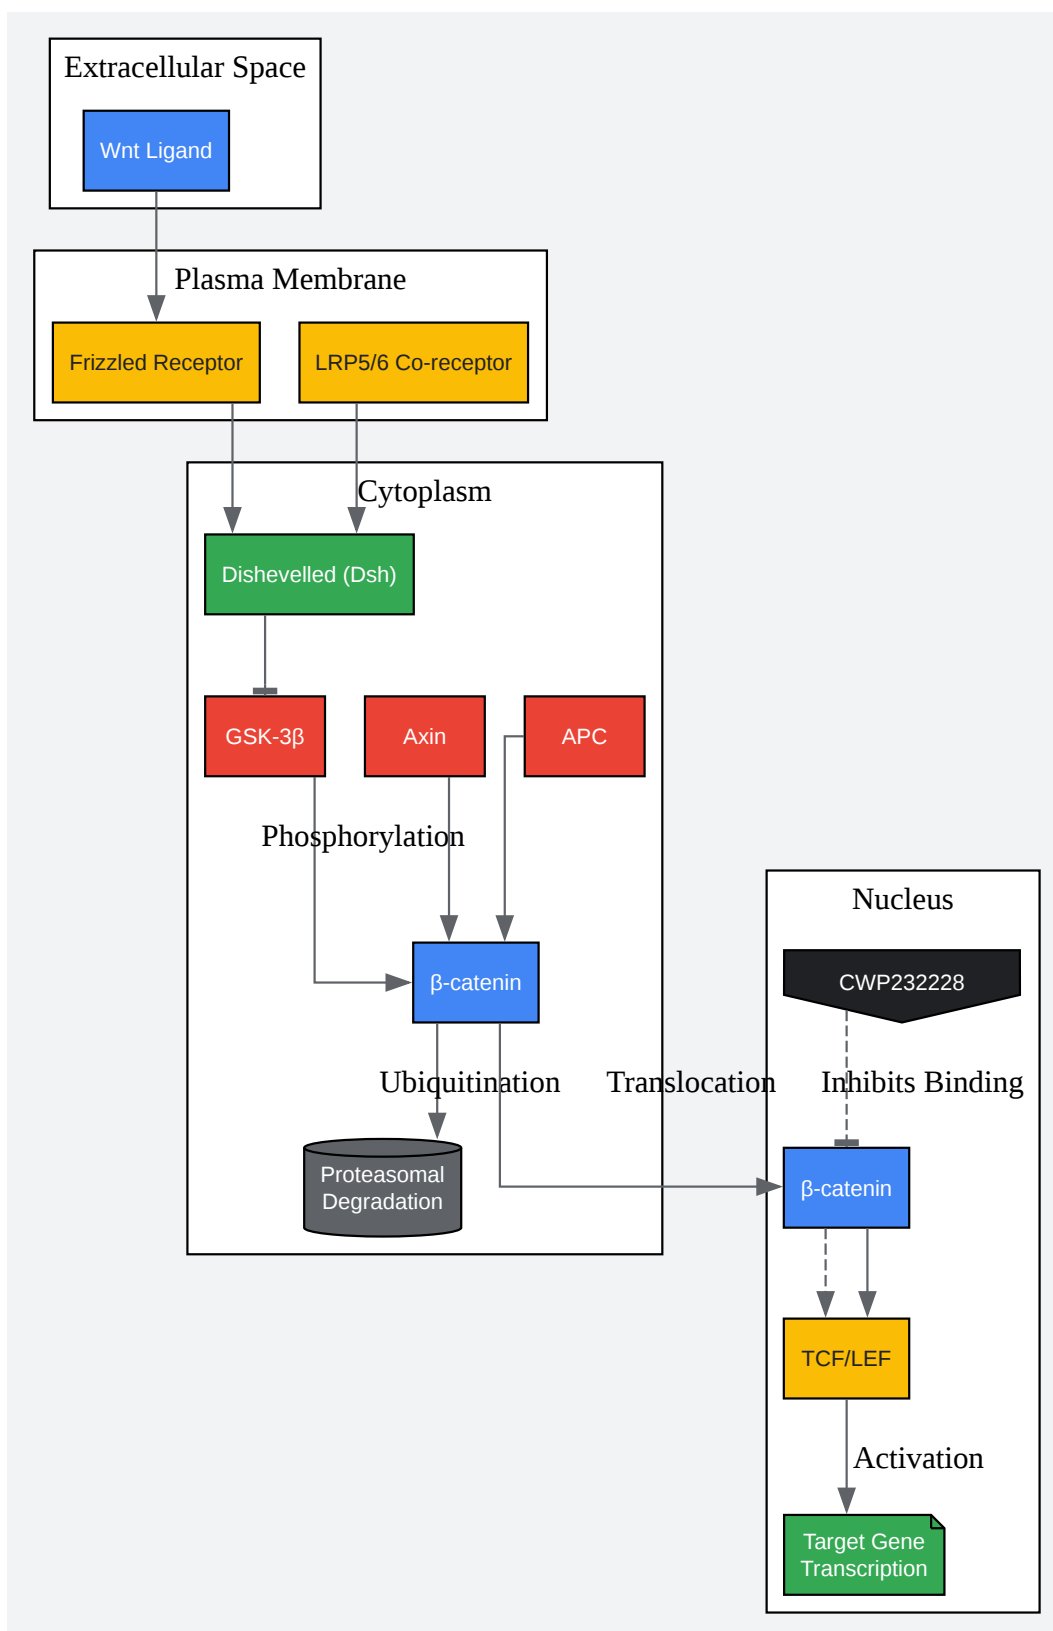 Extracellular Space
Wnt Ligand
Plasma Membrane
Frizzled Receptor
LRP5/6 Co-receptor
Cytoplasm
Dishevelled (Dsh)
GSK-3β
Axin
APC
Phosphorylation
β-catenin
Ubiquitination
Translocation
Proteasomal
Degradation
Nucleus
CWP232228
Inhibits Binding
β-catenin
TCF/LEF
Activation
Target Gene
Transcription